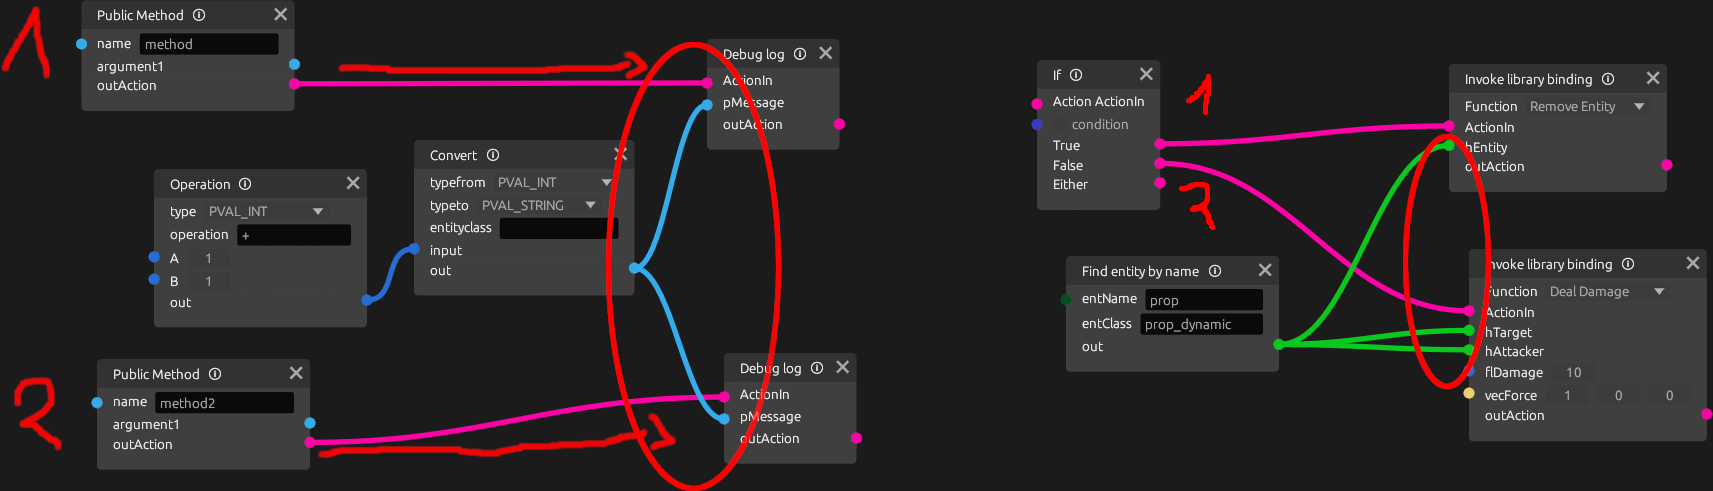 1
Public Method
name method
argument1
outAction
Debug log
ActionIn
pMessage
outAction
Operation
type PVAL_INT
operation +
A 1
B 1
out
Convert
typefrom PVAL_INT
typeto PVAL_STRING
entityclass
input
out
2
Public Method
name method2
argument1
outAction
Debug log
ActionIn
pMessage
outAction
If
Action ActionIn
condition
True
False
Either
1
2
Invoke library binding
Function Remove Entity
ActionIn
hEntity
outAction
Find entity by name
entName prop
entClass prop_dynamic
out
Invoke library binding
Function Deal Damage
ActionIn
hTarget
hAttacker
flDamage 10
vecForce 1 0 0
outAction